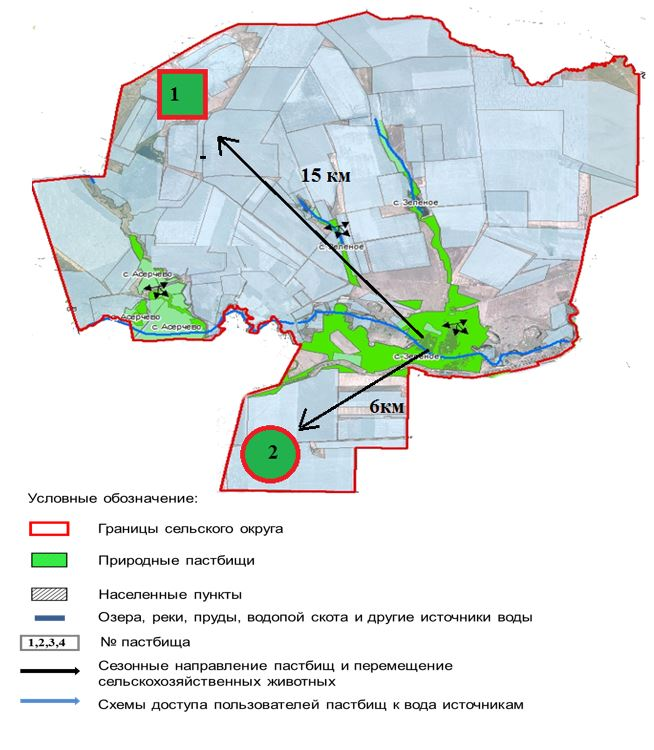 1
15 км
с. Зеленое
с. Зеленое
с. Асерчево
с. Асерчево
с. Асерчево
с. Зеленое
6км
2
Условные обозначение:
Границы сельского округа
Природные пастбищи
Населенные пункты
Озера, реки, пруды, водопой скота и другие источники воды
1,2,3,4 № пастбища
Сезонные направление пастбищ и перемещение
сельскохозяйственных животных
Схемы доступа пользователей пастбищ к вода источникам